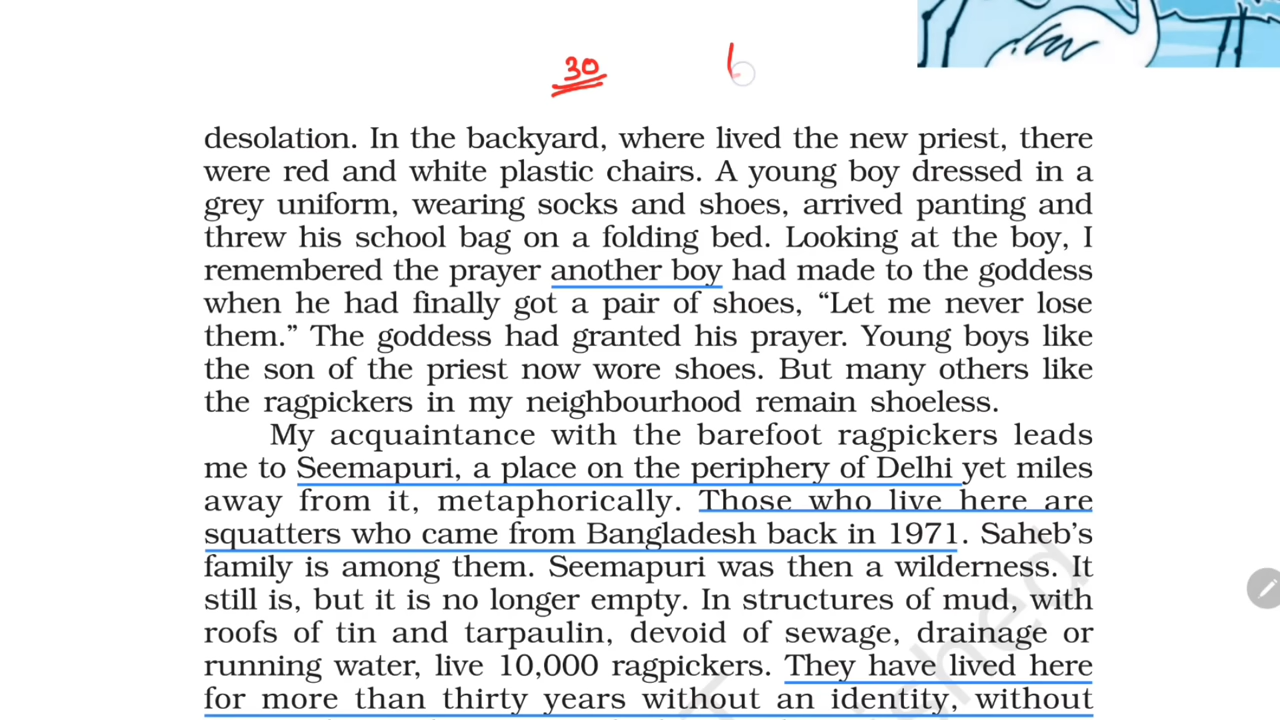 30
desolation. In the backyard, where lived the new priest, there
were red and white plastic chairs. A young boy dressed in a
grey uniform, wearing socks and shoes, arrived panting and
threw his school bag on a folding bed. Looking at the boy, I
remembered the prayer another boy had made to the goddess
when he had finally got a pair of shoes, “Let me never lose
them.” The goddess had granted his prayer. Young boys like
the son of the priest now wore shoes. But many others like
the ragpickers in my neighbourhood remain shoeless.
My acquaintance with the barefoot ragpickers leads
me to Seemapuri, a place on the periphery of Delhi yet miles
away from it, metaphorically. Those who live here are
squatters who came from Bangladesh back in 1971. Saheb’s
family is among them. Seemapuri was then a wilderness. It
still is, but it is no longer empty. In structures of mud, with
roofs of tin and tarpaulin, devoid of sewage, drainage or
running water, live 10,000 ragpickers. They have lived here
for more than thirty years without an identity, without